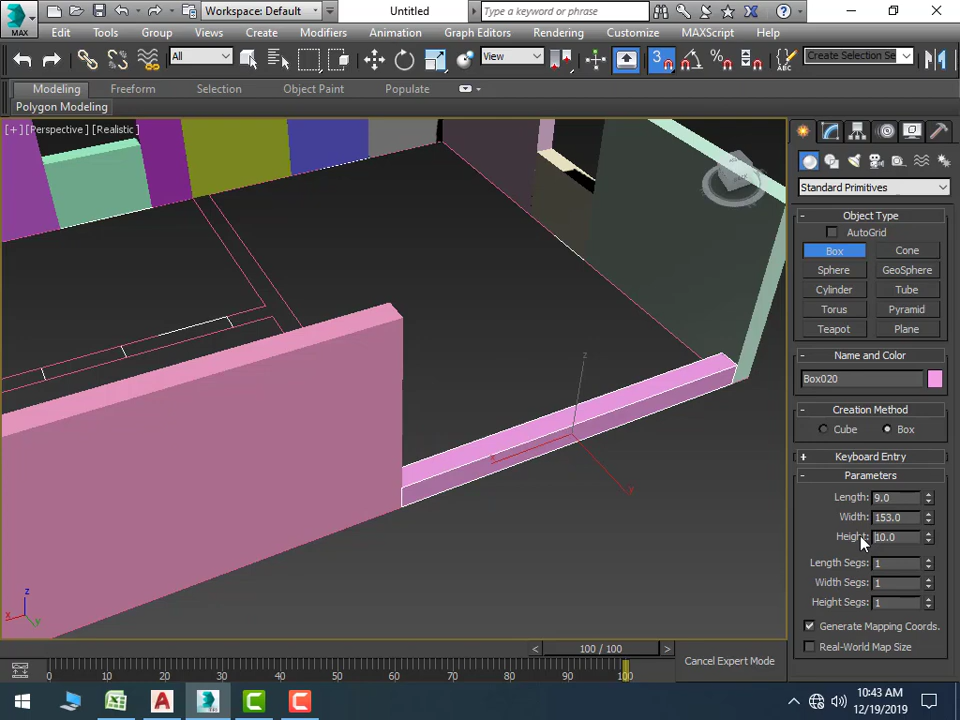 MAX
Workspace: Default
Untitled
Type a keyword or phrase
Edit Tools Group Views Create Modifiers Animation Graph Editors Rendering Customize MAXScript Help
All
View
3
Create Selection Se
Modeling Freeform Selection Object Paint Populate
Polygon Modeling
[+] [Perspective] [Realistic]
Standard Primitives
- Object Type
AutoGrid
Box Cone
Sphere GeoSphere
Cylinder Tube
Torus Pyramid
Teapot Plane
- Name and Color
Box020
- Creation Method
Cube Box
+ Keyboard Entry
- Parameters
Length: 9.0
Width: 153.0
Height: 10.0
Length Segs: 1
Width Segs: 1
Height Segs: 1
Generate Mapping Coords.
Real-World Map Size
z
x
y
z
x
y
< 100 / 100 >
0 10 20 30 40 50 60 70 80 90 100
Cancel Expert Mode
10:43 AM
12/19/2019